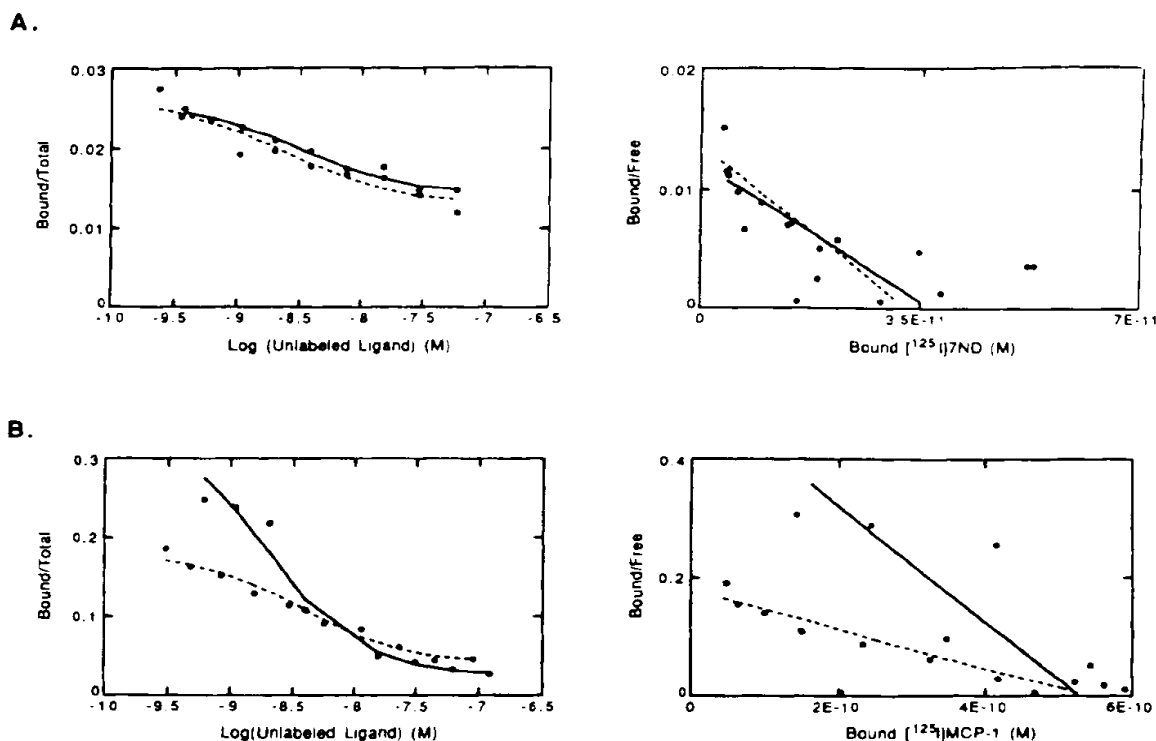 A.
0.03
0.02
0.01
0
-10
-9.5
-9
-8.5
-8
-7.5
-7
-6.5
Bound/Total
Log (Unlabeled Ligand) (M)
0.02
0.01
0
0
3.5E-11
7E-11
Bound/Free
Bound [125I]7ND (M)
B.
0.3
0.2
0.1
0
-10
-9.5
-9
-8.5
-8
-7.5
-7
-6.5
Bound/Total
Log(Unlabeled Ligand) (M)
0.4
0.2
0
0
2E-10
4E-10
6E-10
Bound/Free
Bound [125I]MCP-1 (M)